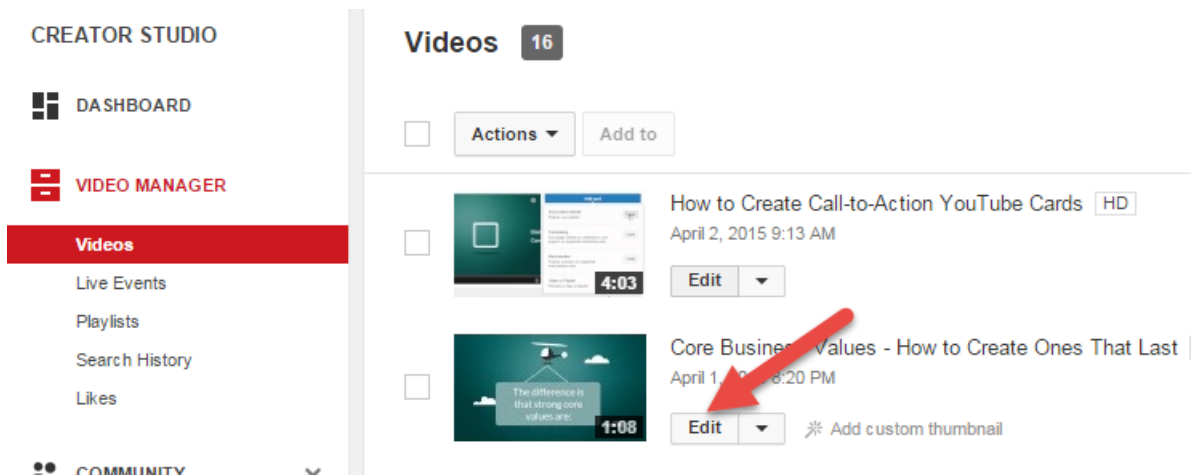 CREATOR STUDIO
DASHBOARD
VIDEO MANAGER
Videos
Live Events
Playlists
Search History
Likes
COMMUNITY
Videos 16
Actions Add to
How to Create Call-to-Action YouTube Cards HD
April 2, 2015 9:13 AM
4:03
Edit
Core Values - How to Create Ones That Last
April 1, 8:20 PM
The difference is
that strong core
values are:
1:08
Edit Add custom thumbnail